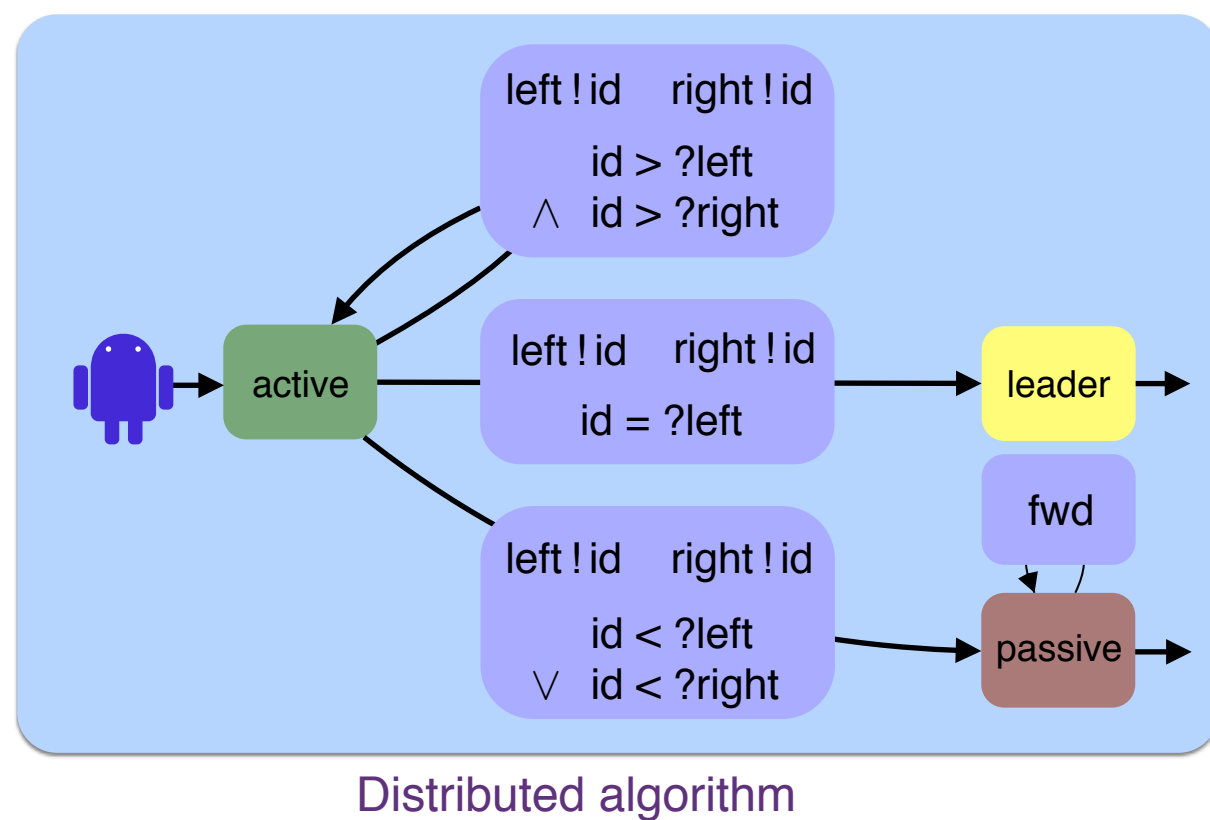 left ! id right ! id
id > ?left
∧ id > ?right
active
left ! id right ! id
id = ?left
leader
fwd
left ! id right ! id
id < ?left
∨ id < ?right
passive
Distributed algorithm